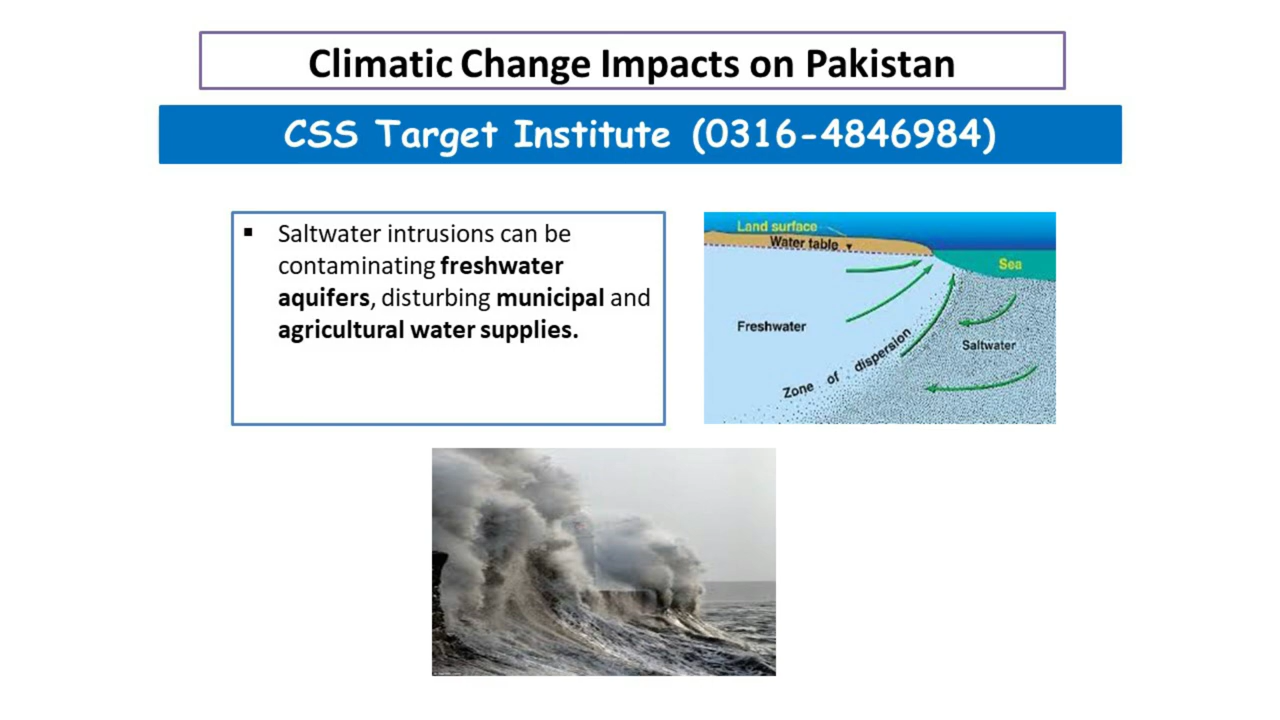 Climatic Change Impacts on Pakistan
CSS Target Institute (0316-4846984)
▪ Saltwater intrusions can be
contaminating freshwater
aquifers, disturbing municipal and
agricultural water supplies.
Land surface
Water table
Sea
Freshwater
Zone of dispersion
Saltwater